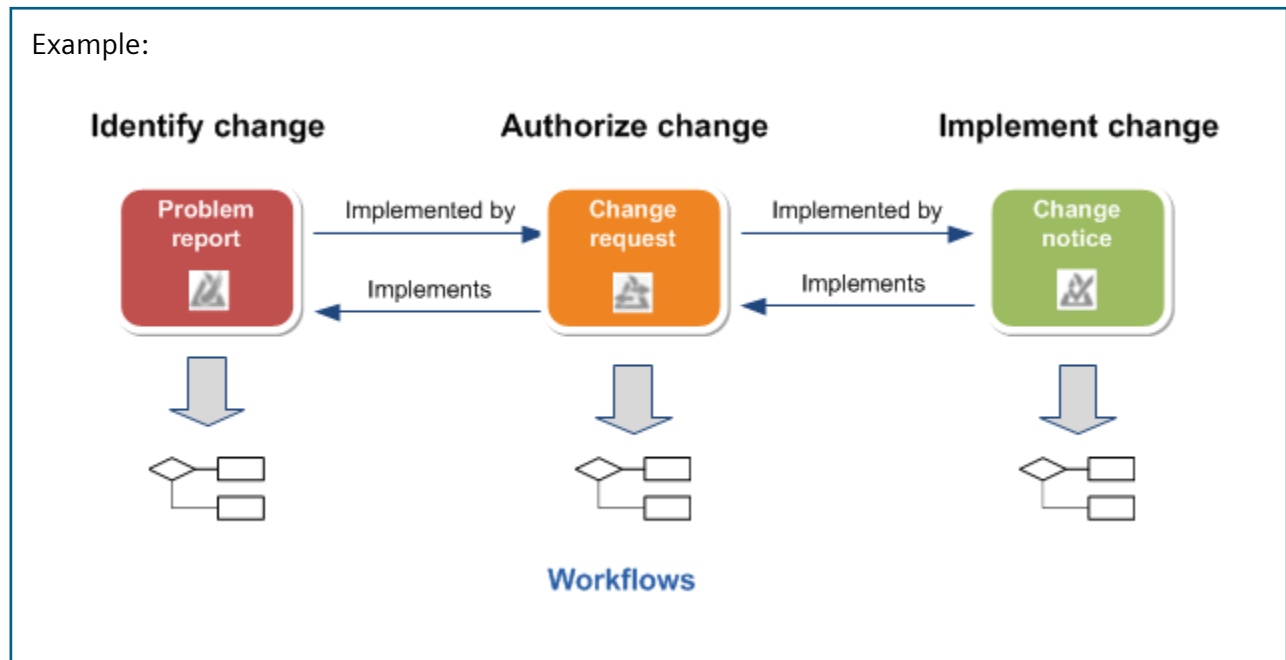 Example:
Identify change
Authorize change
Implement change
Problem
report
Implemented by
Implements
Change
request
Implemented by
Implements
Change
notice
Workflows